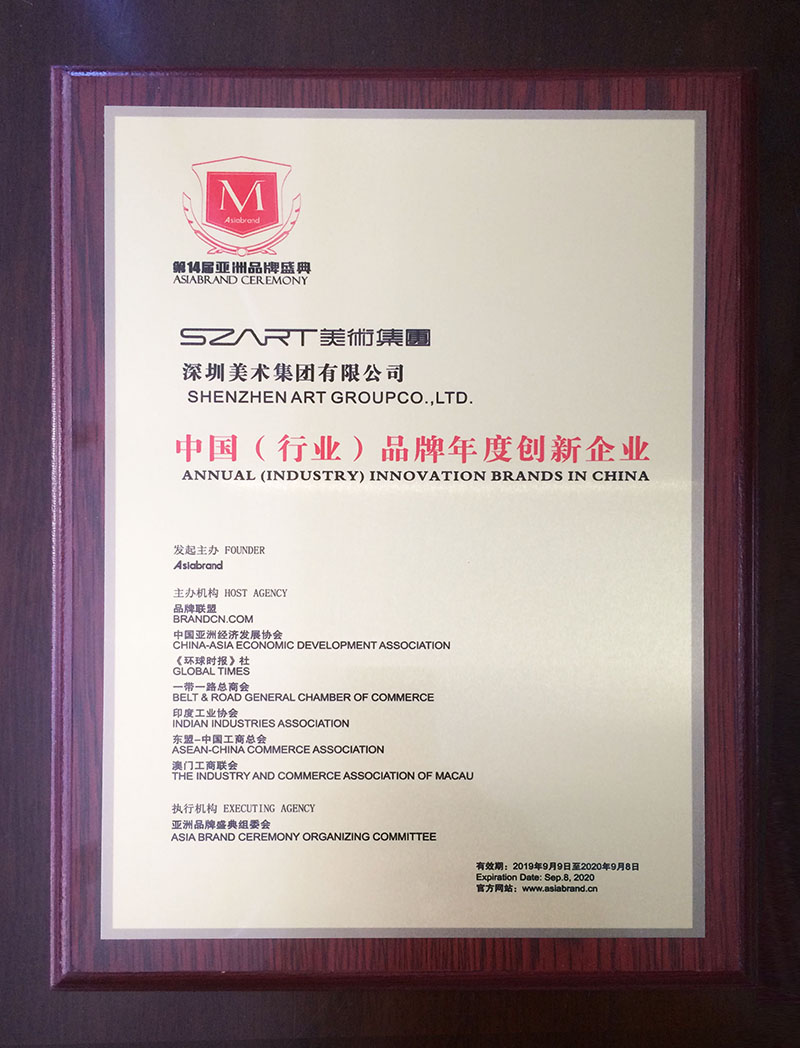 M
Asiabrand
第14届亚洲品牌盛典
ASIABRAND CEREMONY
SZART美術集團
深圳美术集团有限公司
SHENZHEN ART GROUPCO.,LTD.
中国（行业）品牌年度创新企业
ANNUAL (INDUSTRY) INNOVATION BRANDS IN CHINA
发起主办 FOUNDER
Asiabrand
主办机构 HOST AGENCY
品牌联盟
BRANDCN.COM
中国亚洲经济发展协会
CHINA-ASIA ECONOMIC DEVELOPMENT ASSOCIATION
《环球时报》社
GLOBAL TIMES
一带一路总商会
BELT & ROAD GENERAL CHAMBER OF COMMERCE
印度工业协会
INDIAN INDUSTRIES ASSOCIATION
东盟-中国工商总会
ASEAN-CHINA COMMERCE ASSOCIATION
澳门工商联会
THE INDUSTRY AND COMMERCE ASSOCIATION OF MACAU
执行机构 EXECUTING AGENCY
亚洲品牌盛典组委会
ASIA BRAND CEREMONY ORGANIZING COMMITTEE
有效期：2019年9月9日至2020年9月8日
Expiration Date: Sep.8, 2020
官方网站：www.asiabrand.cn